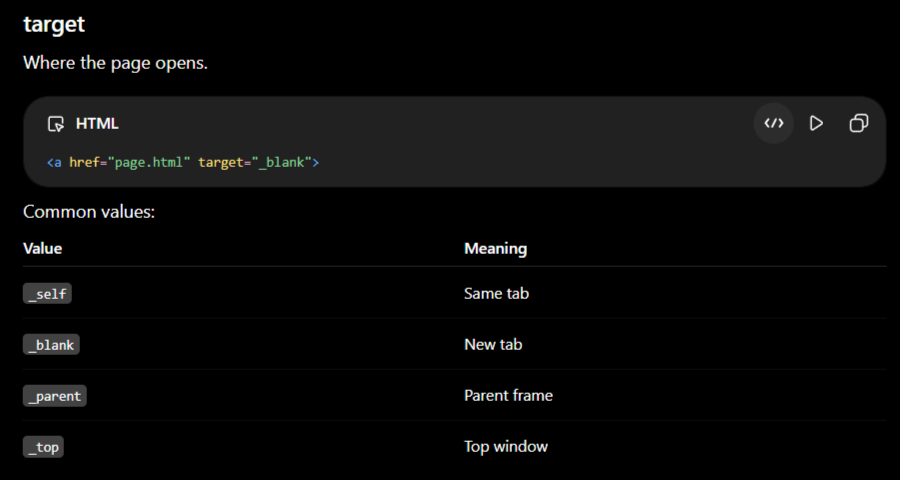 target
Where the page opens.
HTML
<a href="page.html" target="_blank">
Common values:
Value Meaning
_self Same tab
_blank New tab
_parent Parent frame
_top Top window